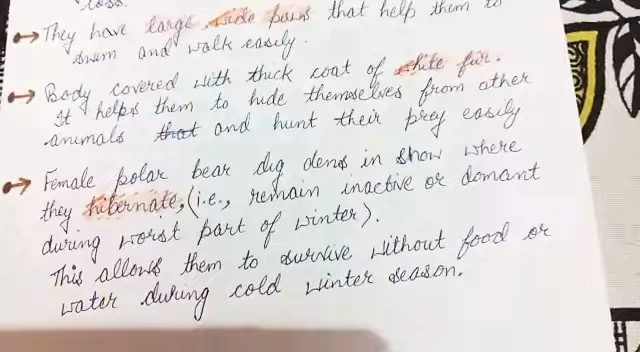 loss.
→ They have large, wide paws that help them to
swim and walk easily.
→ Body covered with thick coat of white fur.
It helps them to hide themselves from other
animals that and hunt their prey easily
→ Female polar bear dig dens in snow where
they hibernate, (i.e., remain inactive or domant
during worst part of winter).
This allows them to survive without food or
water during cold winter season.